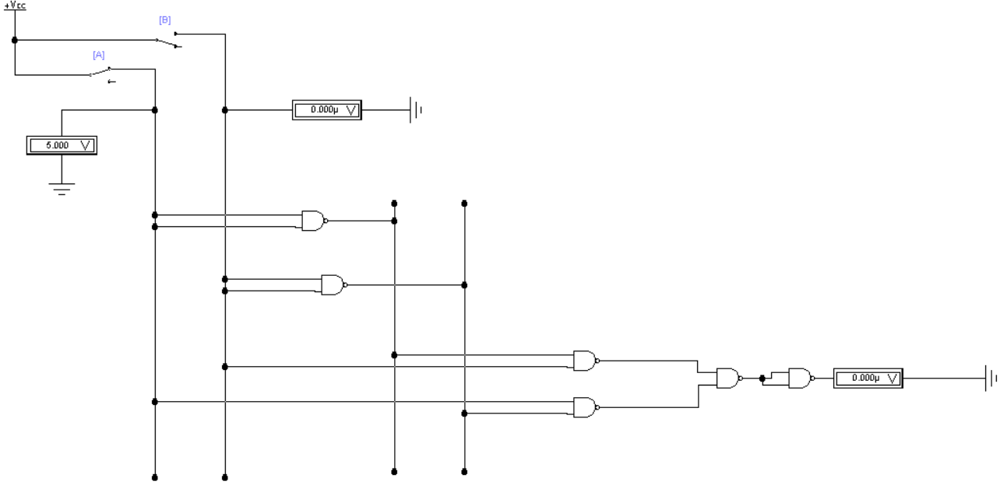 +Vcc
[B]
[A]
0.000µ V
5.000 V
0.000µ V